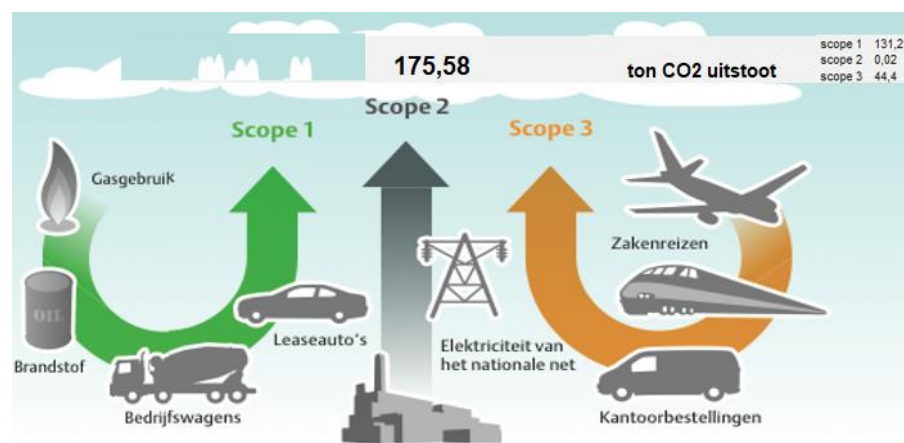 175,58
ton CO2 uitstoot
scope 1 131,2
scope 2 0,02
scope 3 44,4
Scope 1
Scope 2
Scope 3
Gasgebruik
Zakenreizen
OIL
Leaseauto's
Elektriciteit van
het nationale net
Brandstof
Bedrijfswagens
Kantoorbestellingen